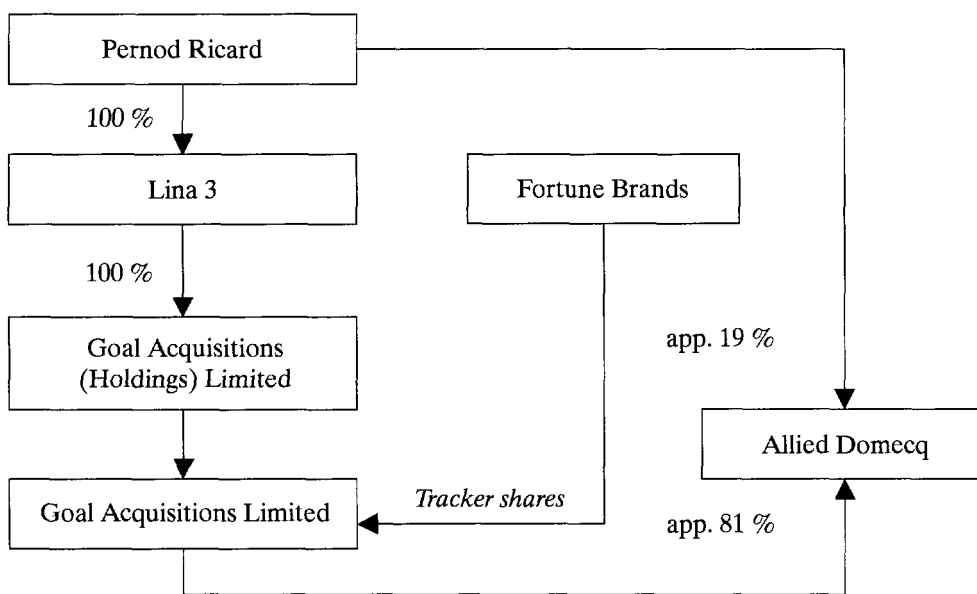 Pernod Ricard
100 %
Lina 3
Fortune Brands
100 %
Goal Acquisitions
(Holdings) Limited
app. 19 %
Allied Domecq
Goal Acquisitions Limited
Tracker shares
app. 81 %